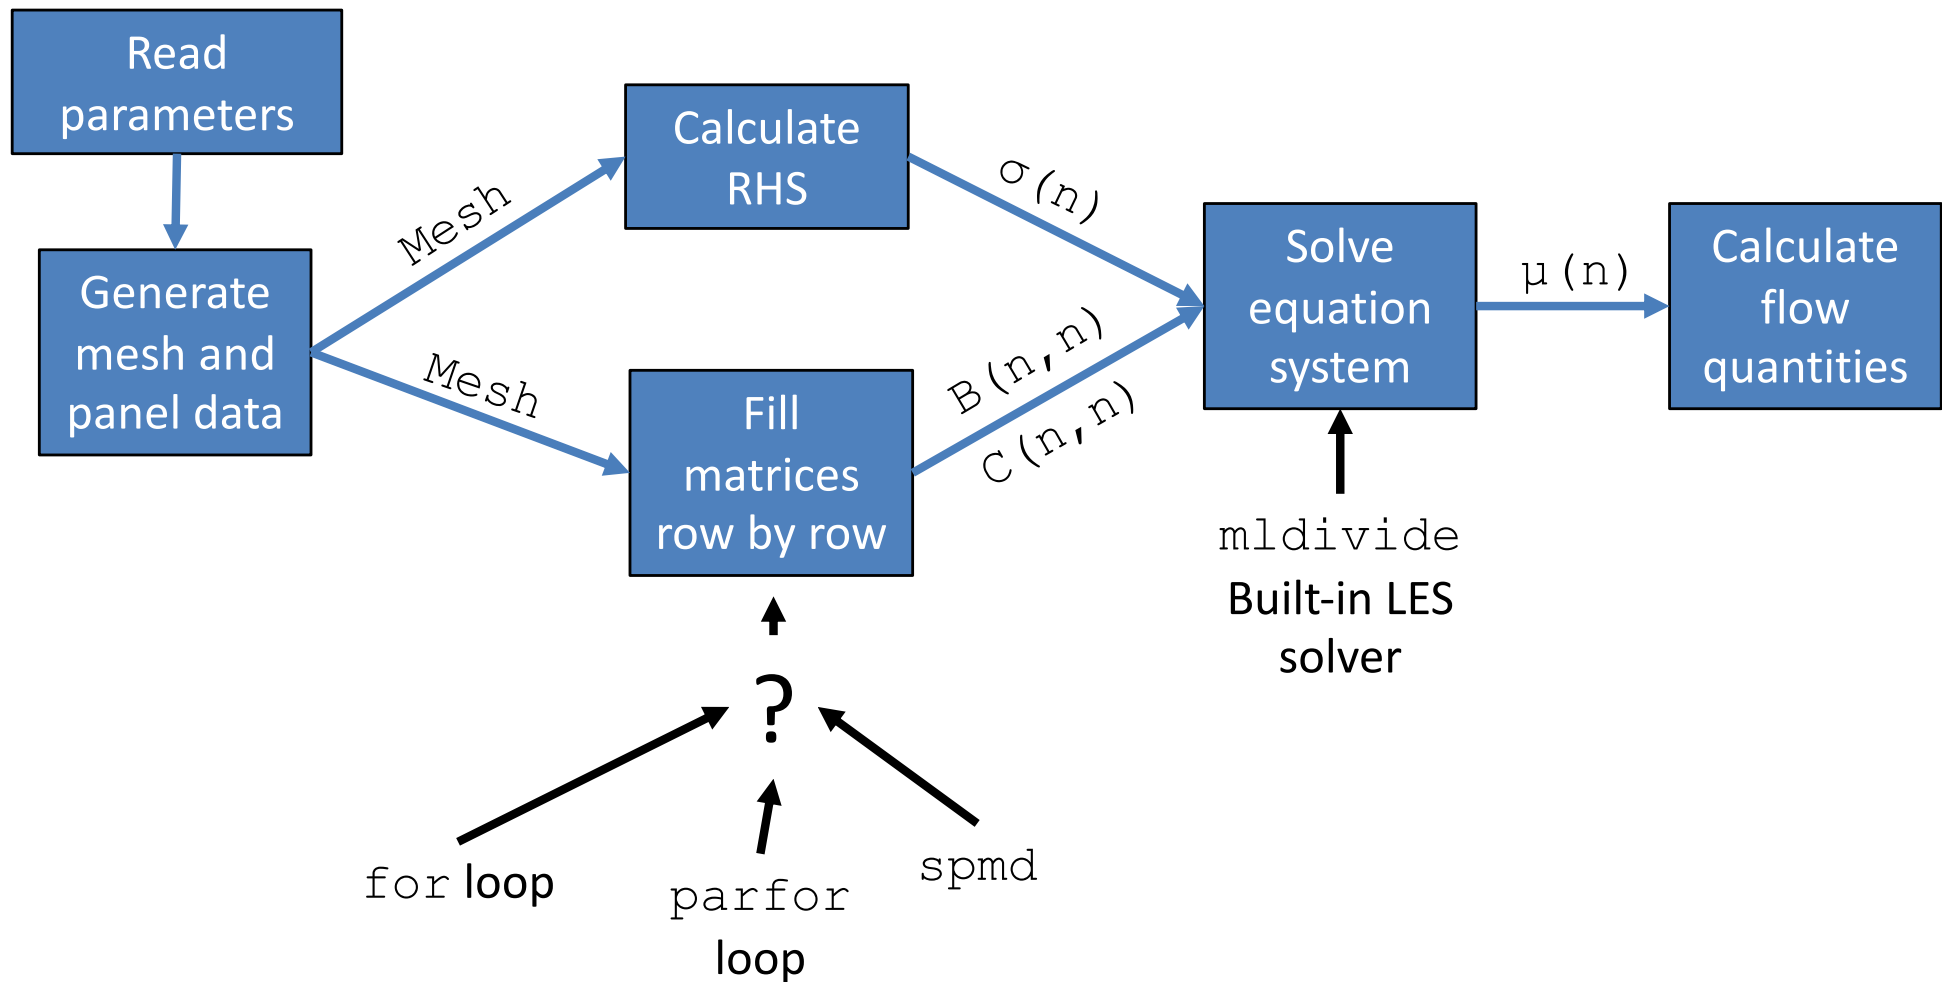 Read
parameters
Generate
mesh and
panel data
Mesh
Mesh
Calculate
RHS
Fill
matrices
row by row
σ(n)
B(n,n)
C(n,n)
Solve
equation
system
µ(n)
Calculate
flow
quantities
mldivide
Built-in LES
solver
?
for loop
parfor
loop
spmd